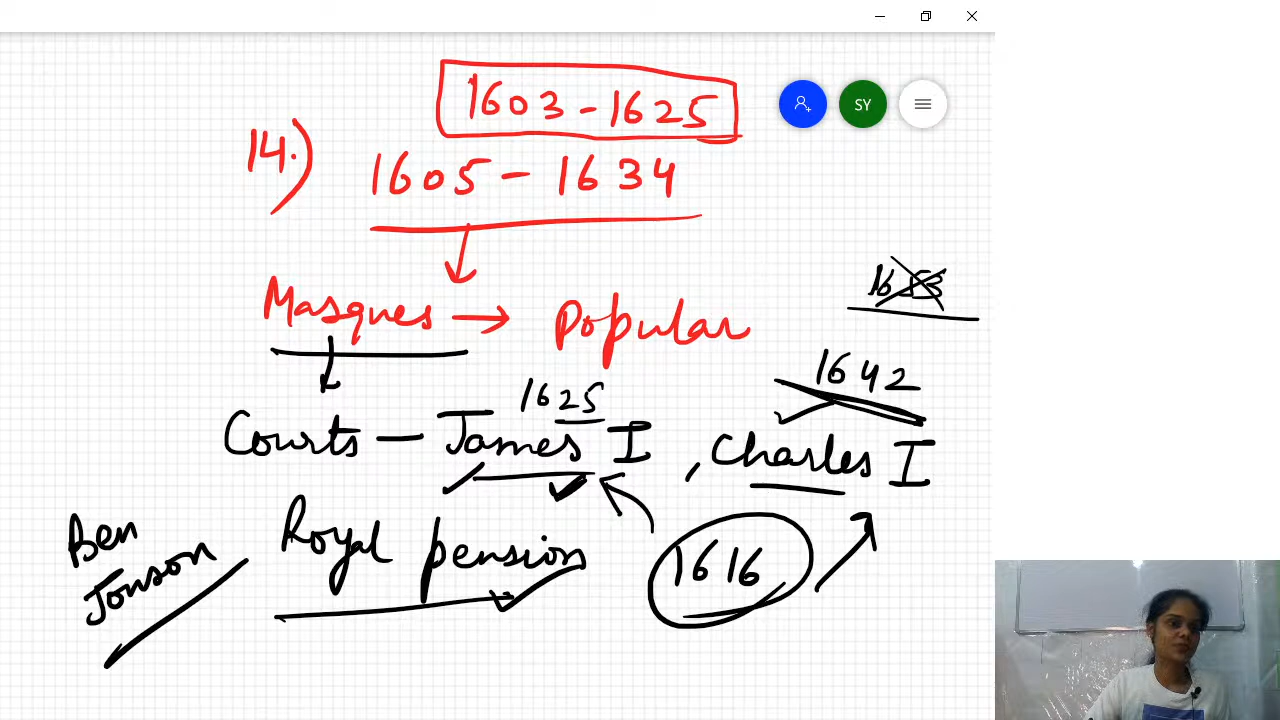 1603 - 1625
SY
14.) 1605 - 1634
Masques → Popular
1625
1642
Courts - James I, Charles I
Ben Jonson
Royal pension
1616